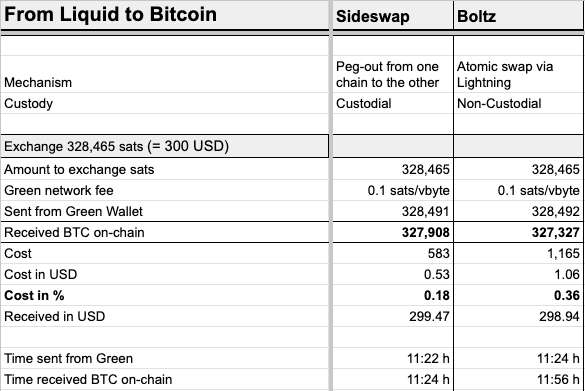 From Liquid to Bitcoin Sideswap Boltz
Mechanism Peg-out from one chain to the other Atomic swap via Lightning
Custody Custodial Non-Custodial
Exchange 328,465 sats (= 300 USD)
Amount to exchange sats 328,465 328,465
Green network fee 0.1 sats/vbyte 0.1 sats/vbyte
Sent from Green Wallet 328,491 328,492
Received BTC on-chain 327,908 327,327
Cost 583 1,165
Cost in USD 0.53 1.06
Cost in % 0.18 0.36
Received in USD 299.47 298.94
Time sent from Green 11:22 h 11:24 h
Time received BTC on-chain 11:24 h 11:56 h